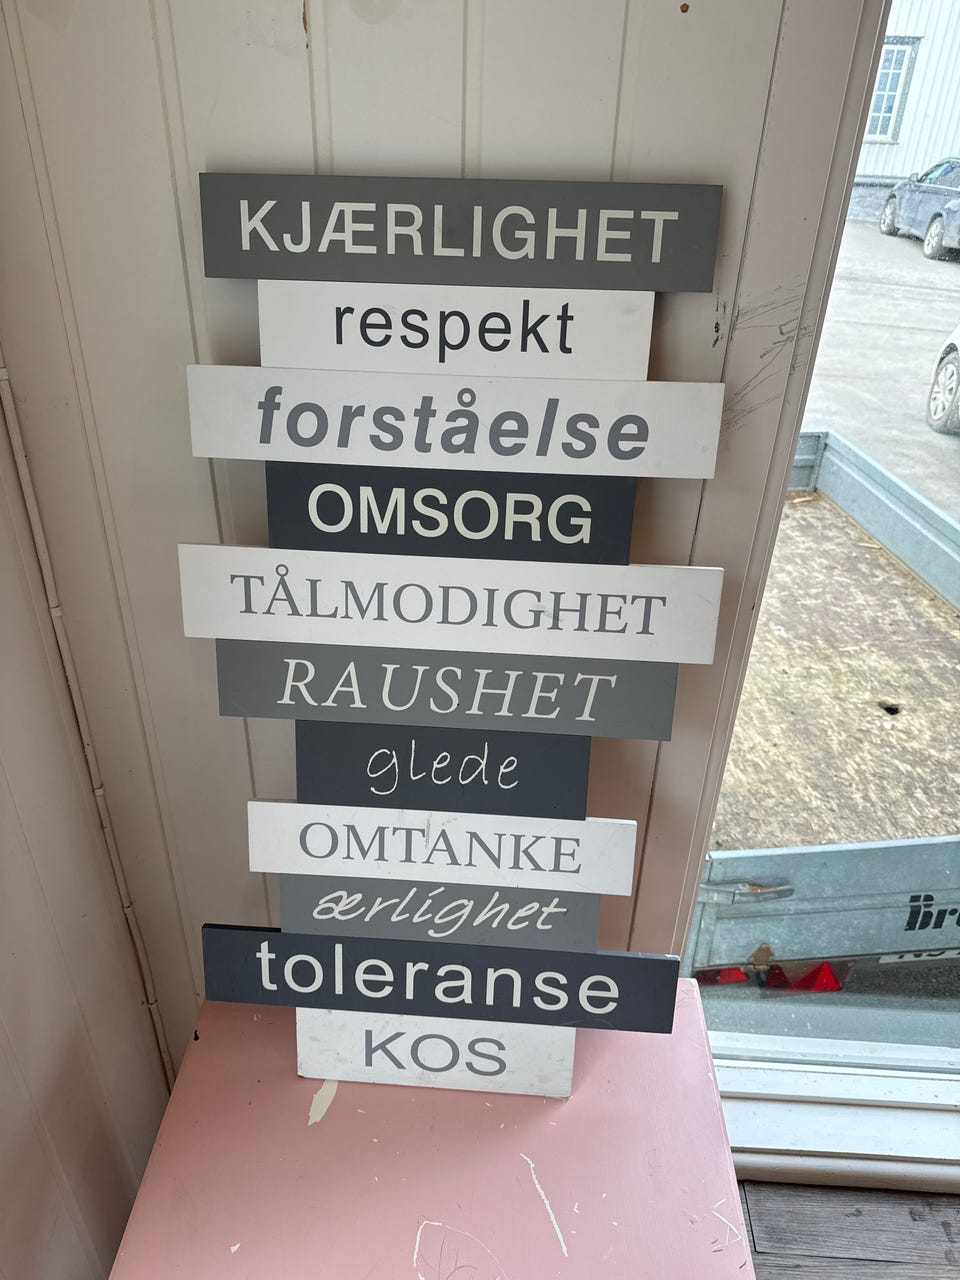 KJÆRLIGHET
respekt
forståelse
OMSORG
TÅLMODIGHET
RAUSHET
glede
OMTANKE
ærlighet
toleranse
KOS